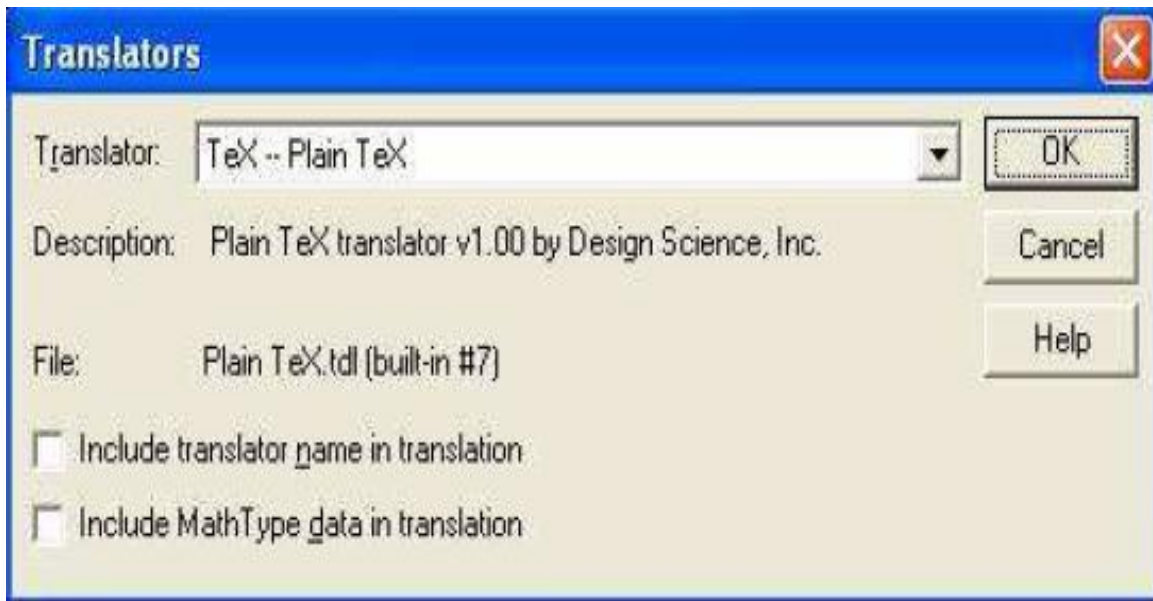 Translators
Translator: TeX -- Plain TeX OK
Description: Plain TeX translator v1.00 by Design Science, Inc. Cancel
File: Plain TeX.tdl (built-in #7) Help
Include translator name in translation
Include MathType data in translation